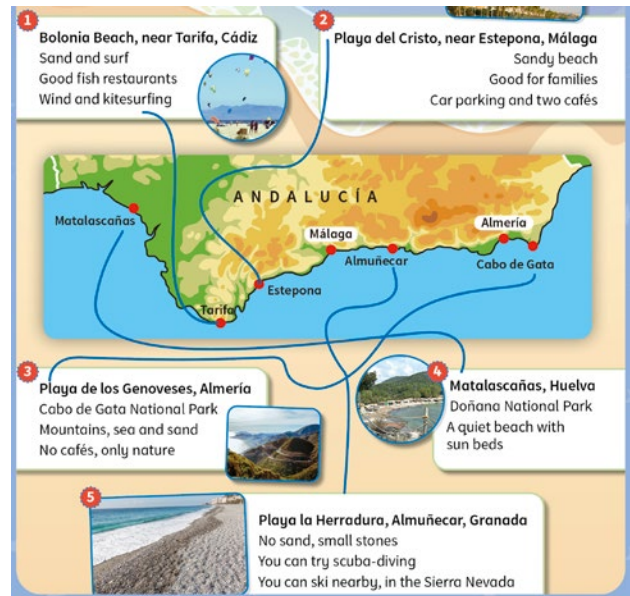 1
Bolonia Beach, near Tarifa, Cádiz
Sand and surf
Good fish restaurants
Wind and kitesurfing
2
Playa del Cristo, near Estepona, Málaga
Sandy beach
Good for families
Car parking and two cafés
ANDALUCÍA
Matalascañas
Málaga
Almería
Almuñecar
Cabo de Gata
Estepona
Tarifa
3
Playa de los Genoveses, Almería
Cabo de Gata National Park
Mountains, sea and sand
No cafés, only nature
4
Matalascañas, Huelva
Doñana National Park
A quiet beach with
sun beds
5
Playa la Herradura, Almuñecar, Granada
No sand, small stones
You can try scuba-diving
You can ski nearby, in the Sierra Nevada